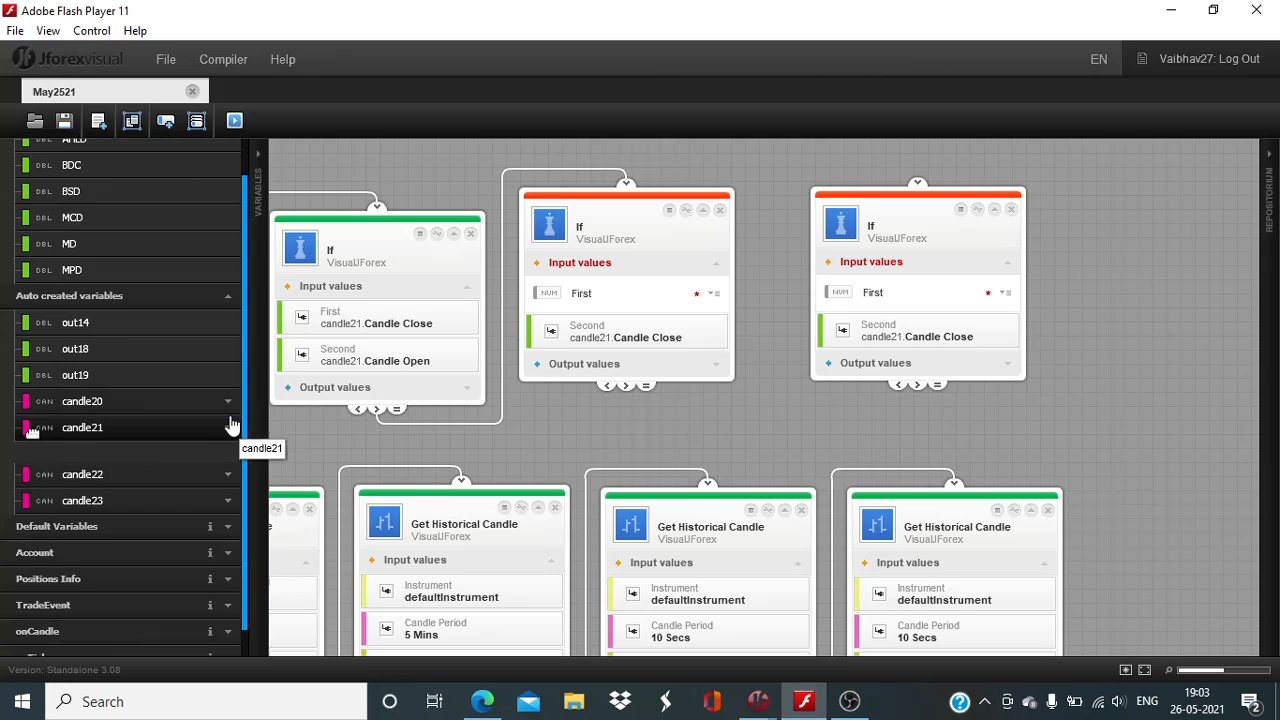 Adobe Flash Player 11
File View Control Help
Jforexvisual File Compiler Help EN Vaibhav27: Log Out
May2521
DBL BDC
DBL BSD
DBL MCD
DBL MD
DBL MPD
Auto created variables
DBL out14
DBL out18
DBL out19
CAN candle20
CAN candle21
candle21
CAN candle22
CAN candle23
Default Variables
Account
Positions Info
TradeEvent
onCandle
VARIABLES
If
VisualJForex
Input values
First
candle21.Candle Close
Second
candle21.Candle Open
Output values
If
VisualJForex
Input values
NUM First *
Second
candle21.Candle Close
Output values
If
VisualJForex
Input values
NUM First *
Second
candle21.Candle Close
Output values
REPOSITORIUM
Get Historical Candle
VisualJForex
Input values
Instrument
defaultInstrument
Candle Period
5 Mins
Get Historical Candle
VisualJForex
Input values
Instrument
defaultInstrument
Candle Period
10 Secs
Get Historical Candle
VisualJForex
Input values
Instrument
defaultInstrument
Candle Period
10 Secs
Version: Standalone 3.08
Search
ENG
19:03
26-05-2021
2